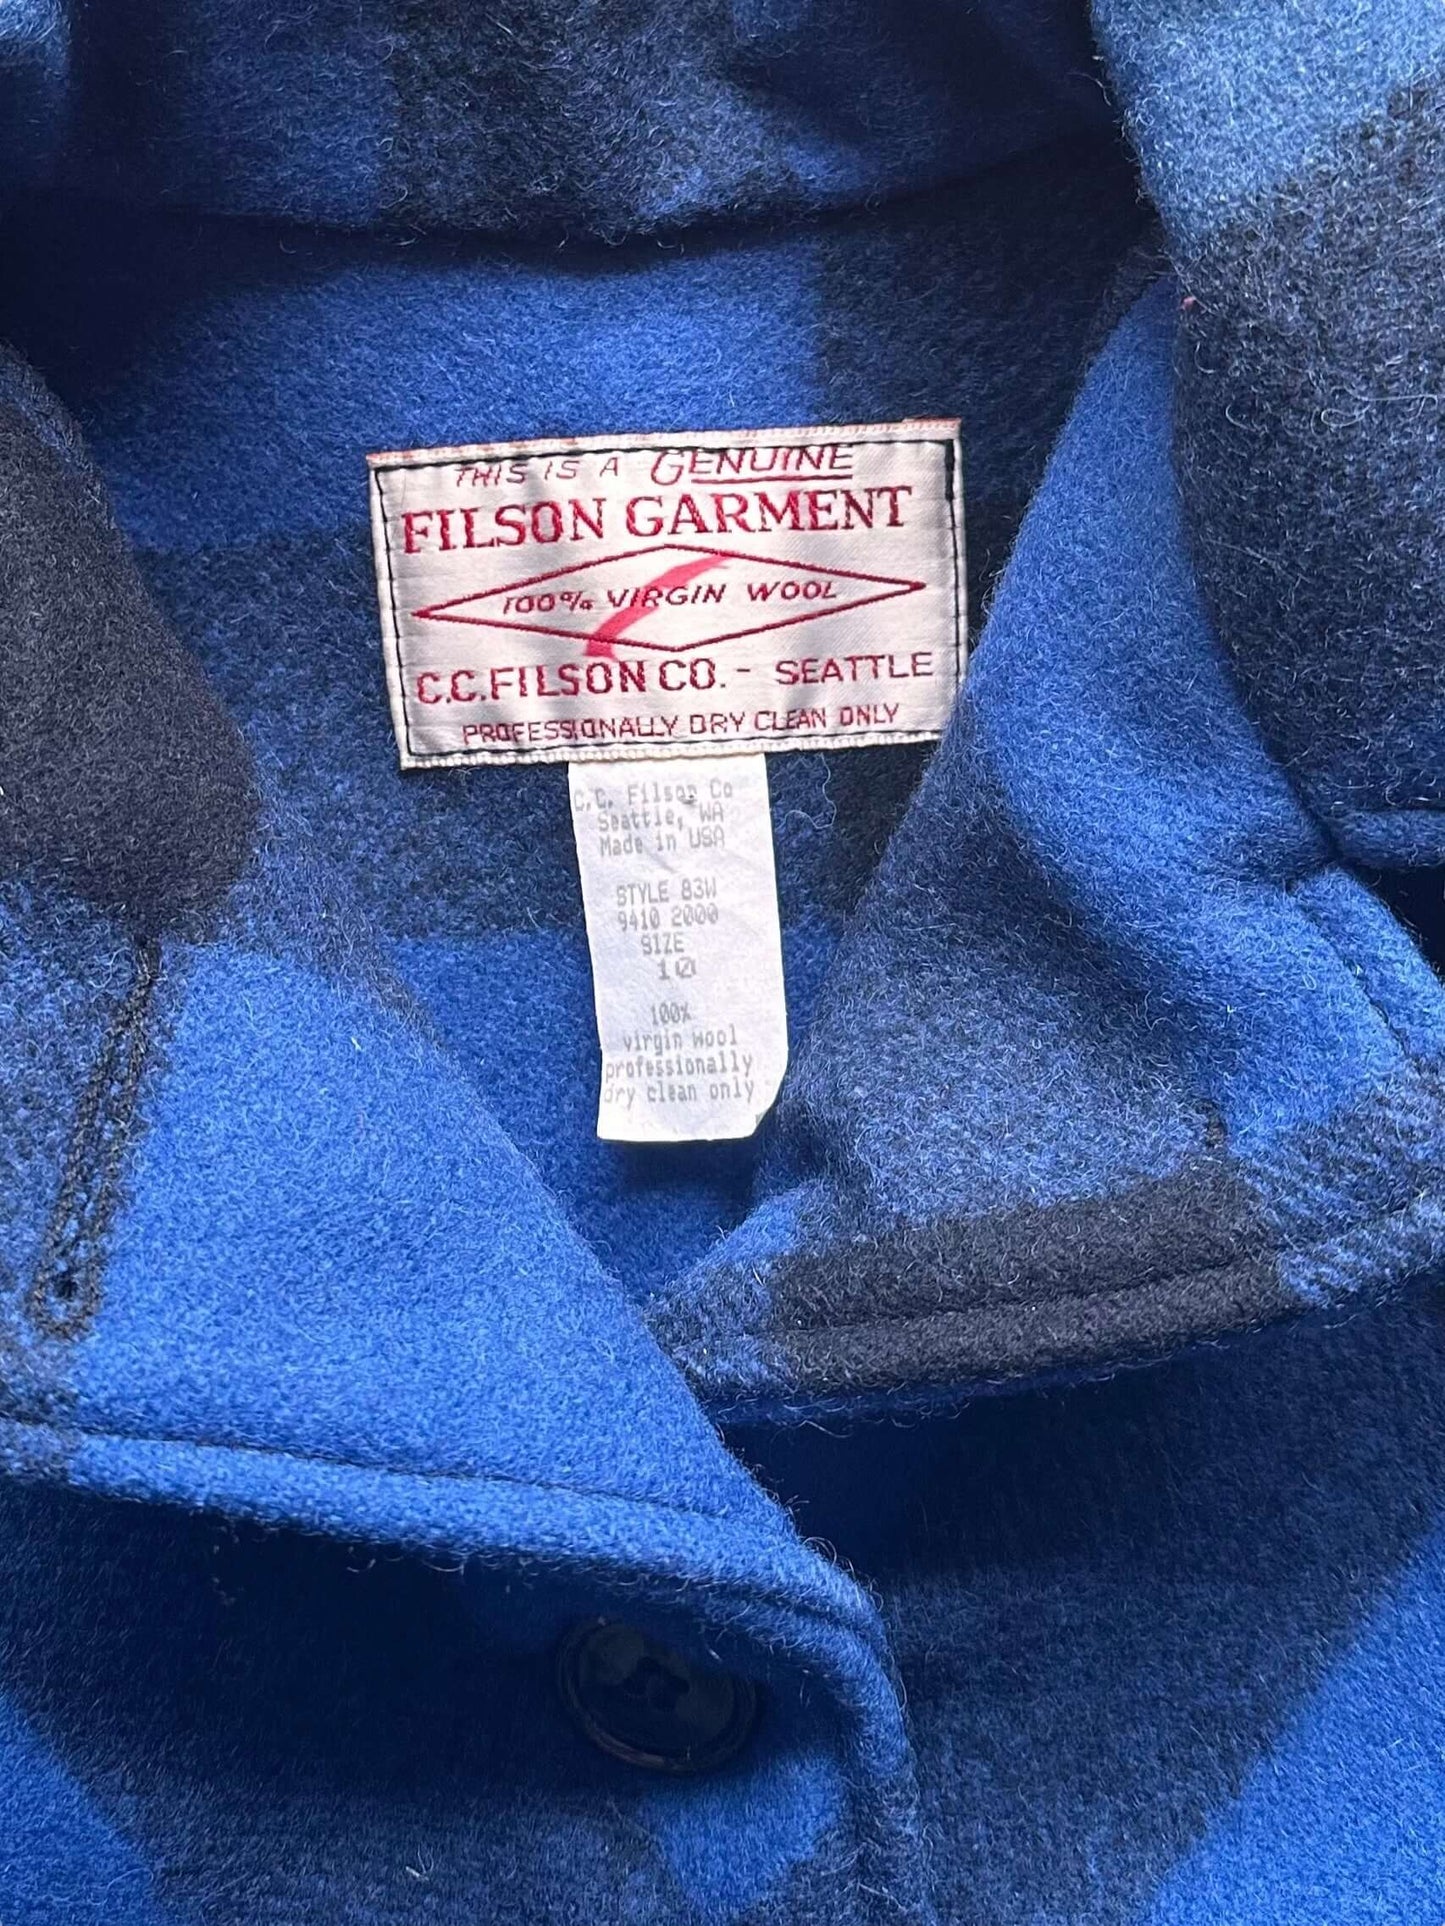 THIS IS A GENUINE
FILSON GARMENT
100% VIRGIN WOOL
C.C. FILSON CO. - SEATTLE
PROFESSIONALLY DRY CLEAN ONLY
C.C. Filson Co
Seattle, WA
Made in USA
STYLE 83W
9410 2000
SIZE
10
100%
virgin wool
professionally
dry clean only